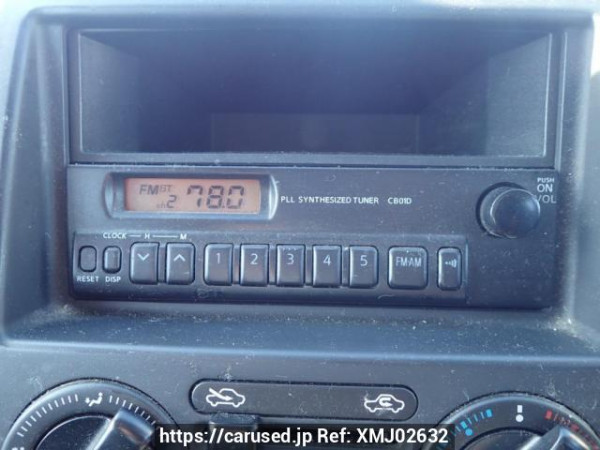 PUSH
ON
VOL
FM ST 78.0
ch 2
PLL SYNTHESIZED TUNER CB01D
CLOCK H M
1 2 3 4 5 FM·AM
RESET DISP
https://carused.jp Ref: XMJ02632